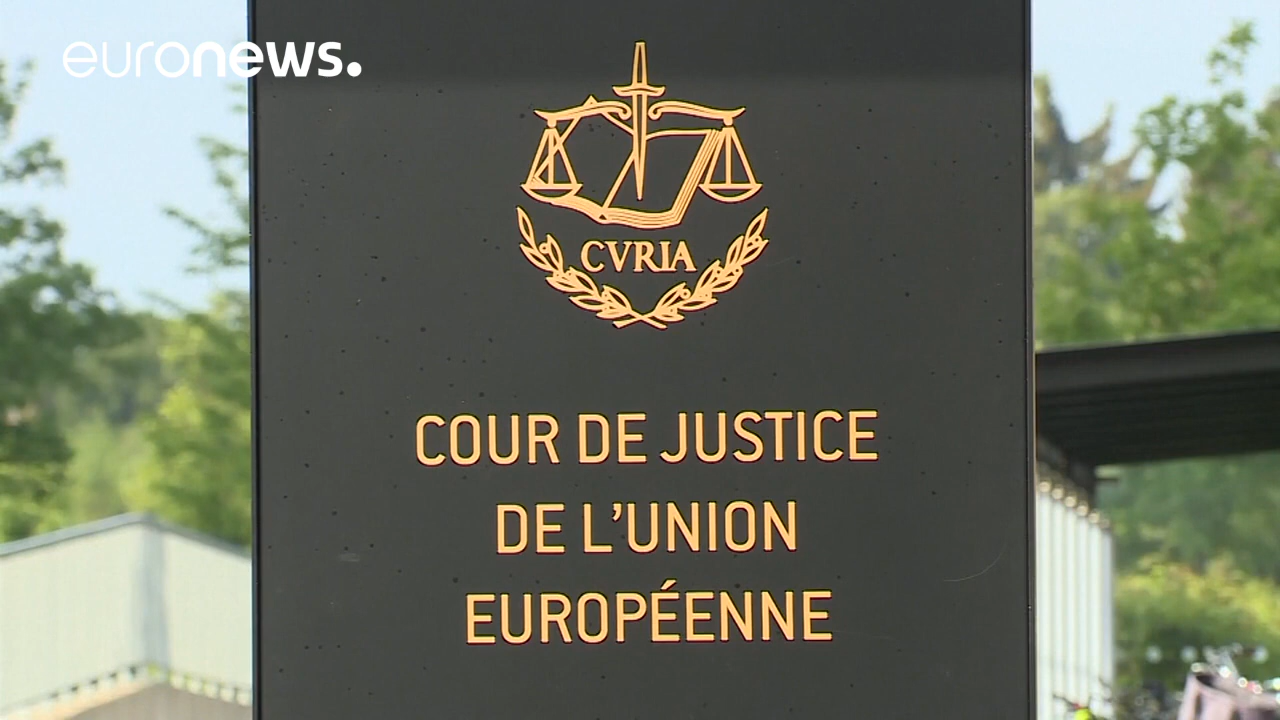 euronews.
CVRIA
COUR DE JUSTICE
DE L'UNION
EUROPÉENNE